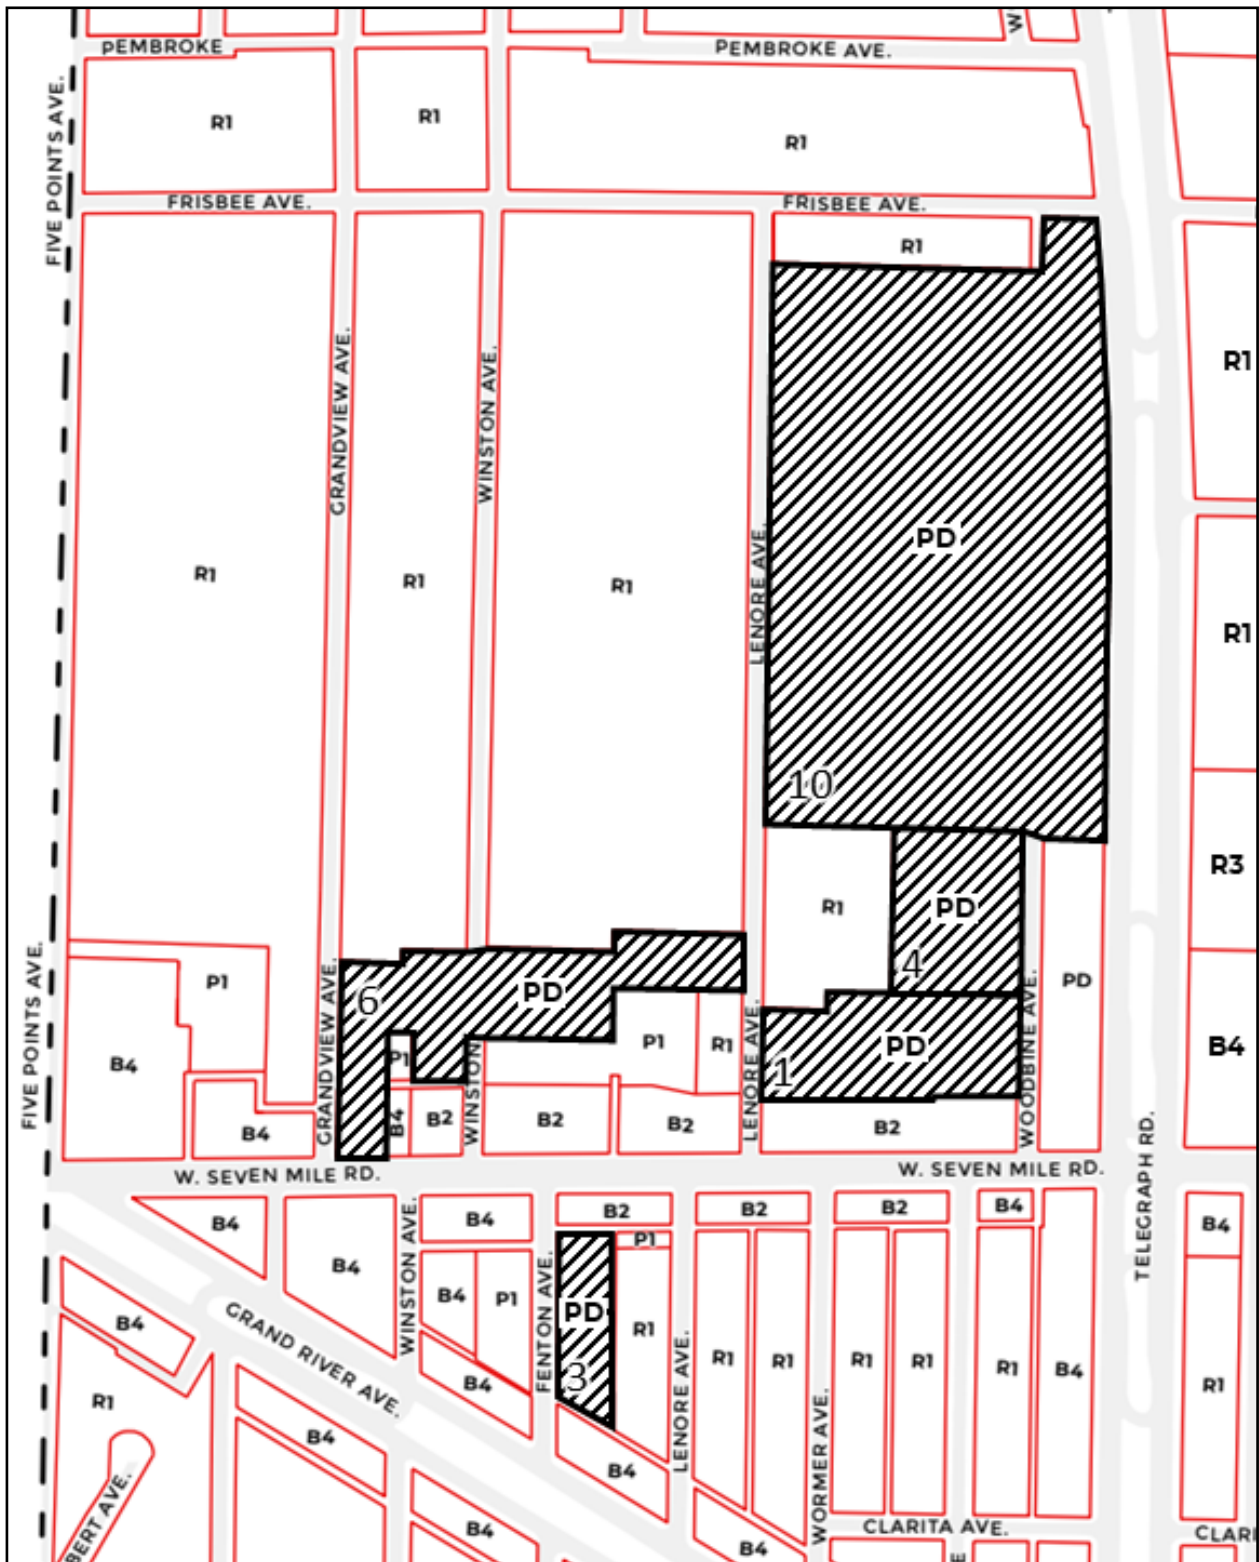 W
PEMBROKE
PEMBROKE AVE.
FIVE POINTS AVE.
R1
R1
R1
FRISBEE AVE.
FRISBEE AVE.
R1
GRANDVIEW AVE.
WINSTON AVE.
R1
PD
LENORE AVE.
R1
R1
R1
R1
10
R3
R1
PD
4
PD
FIVE POINTS AVE.
P1
GRANDVIEW AVE.
6
PD
P1
R1
LENORE AVE.
1
PD
WOODBINE AVE.
B4
B4
P1
WINSTON
B4
B4
B2
B2
B2
B2
TELEGRAPH RD.
W. SEVEN MILE RD.
W. SEVEN MILE RD.
B4
B4
WINSTON AVE.
B4
B2
B2
B2
B4
B4
P1
B4
P1
FENTON AVE.
PD
3
R1
LENORE AVE.
R1
R1
R1
R1
R1
B4
R1
B4
GRAND RIVER AVE.
B4
R1
B4
B4
WORMER AVE.
BERT AVE.
B4
B4
CLARITA AVE.
CLARI
E